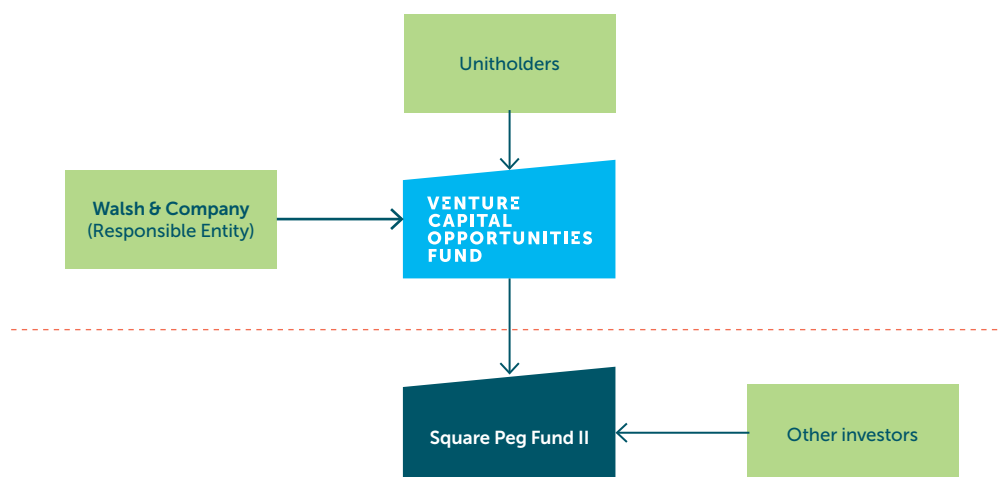 Unitholders
Walsh & Company
(Responsible Entity)
VENTURE
CAPITAL
OPPORTUNITIES
FUND
Square Peg Fund II
Other investors